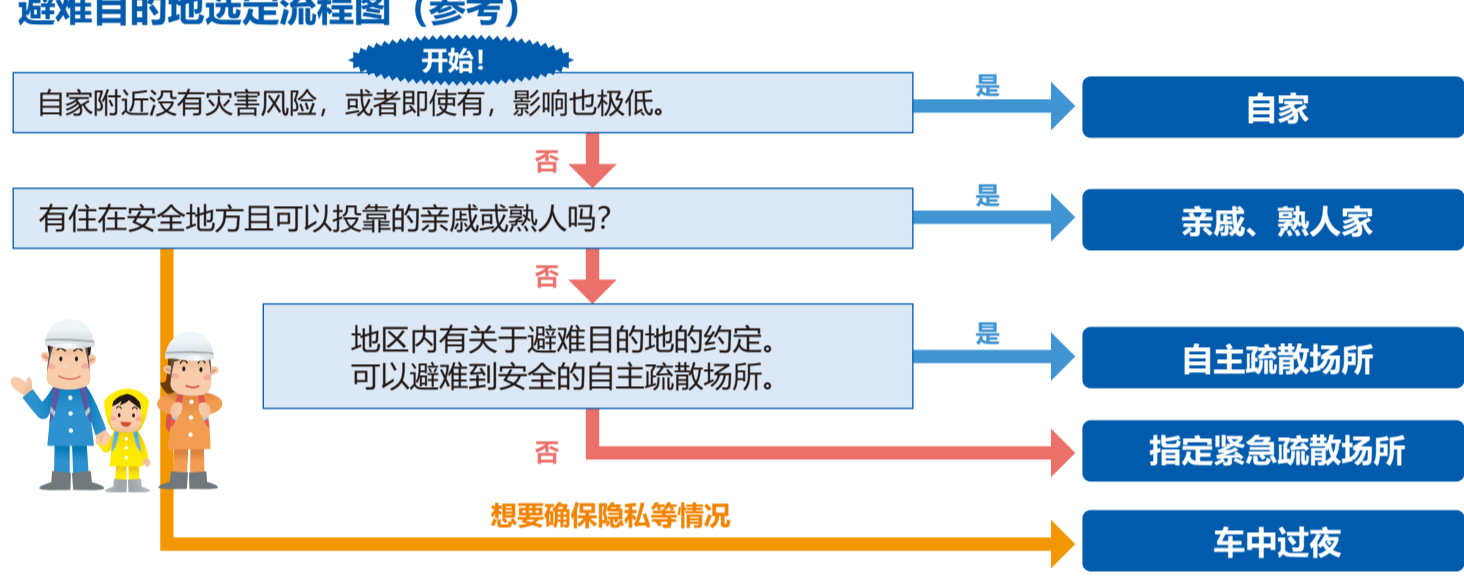 避难目的地选定流程图（参考）
开始！
自家附近没有灾害风险，或者即使有，影响也极低。
是
自家
否
有住在安全地方且可以投靠的亲戚或熟人吗？
是
亲戚、熟人家
否
地区内有关于避难目的地的约定。
可以避难到安全的自主疏散场所。
是
自主疏散场所
否
指定紧急疏散场所
想要确保隐私等情况
车中过夜